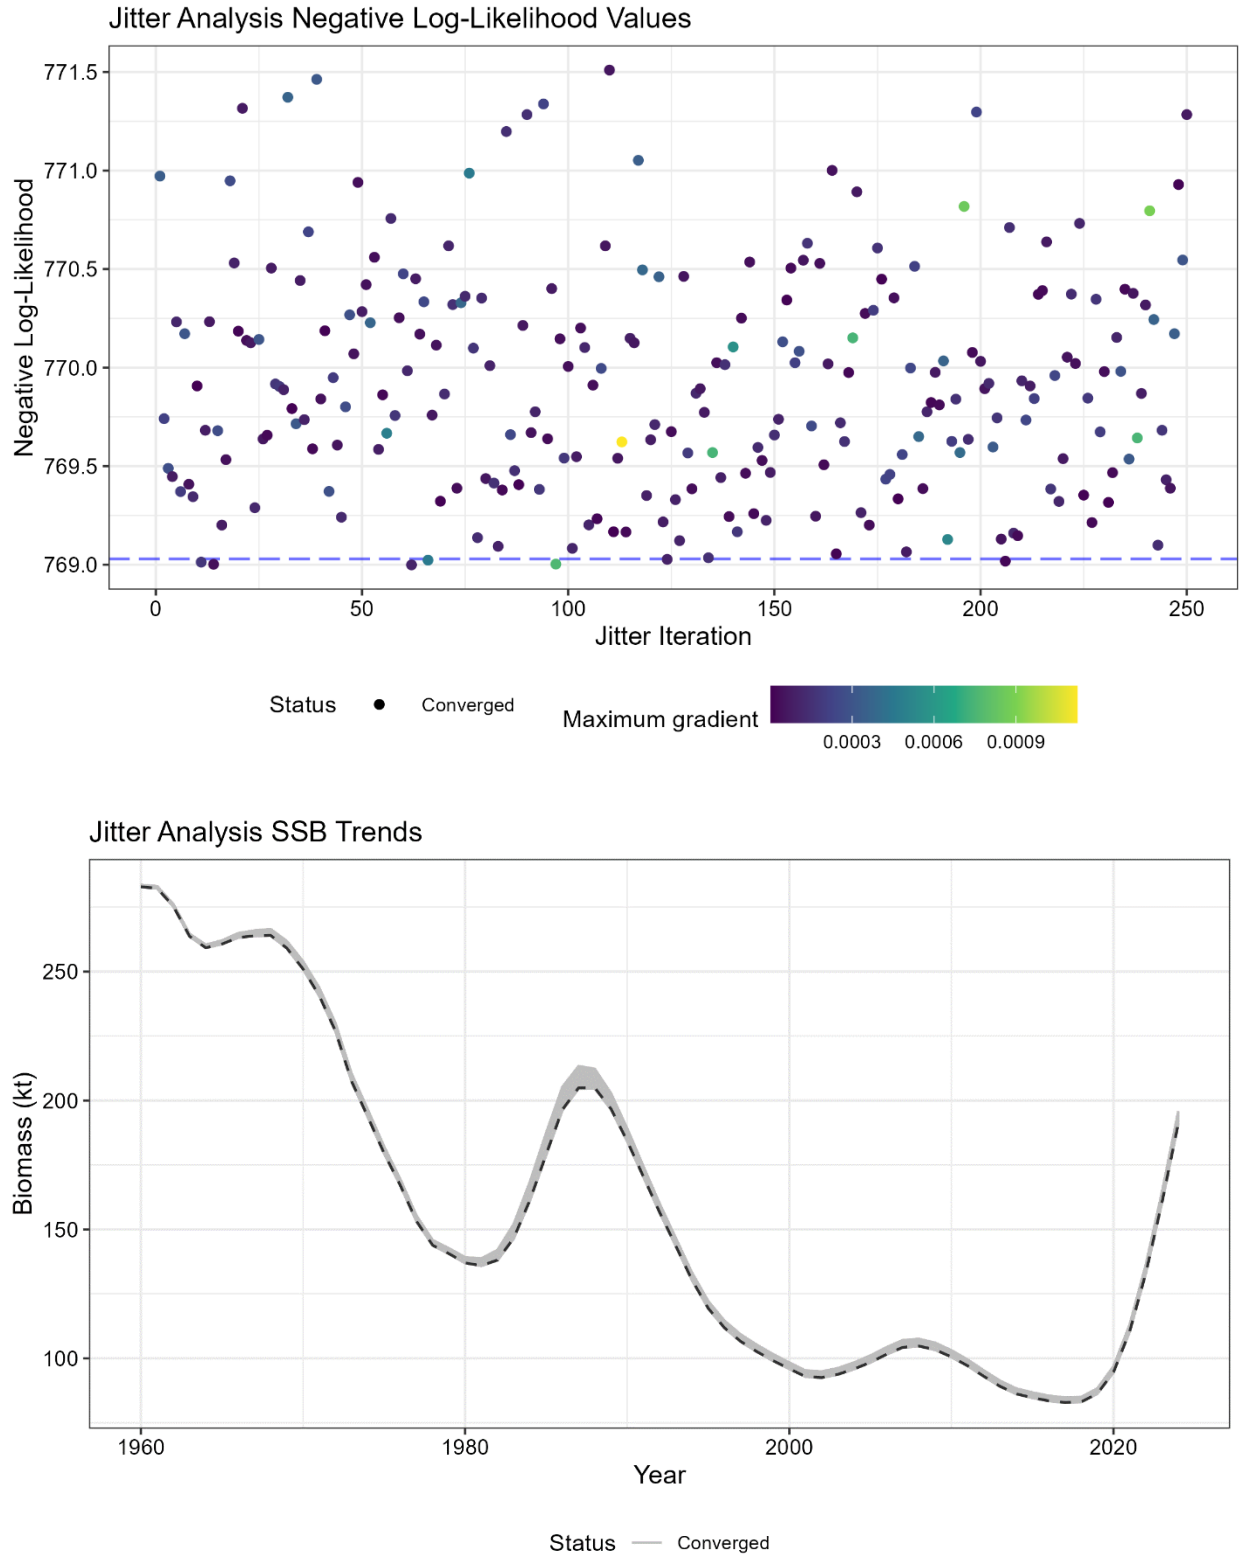 Jitter Analysis Negative Log-Likelihood Values
Negative Log-Likelihood
771.5
771.0
770.5
770.0
769.5
769.0
0 50 100 150 200 250
Jitter Iteration
Status Converged Maximum gradient
0.0003 0.0006 0.0009
Jitter Analysis SSB Trends
Biomass (kt)
250
200
150
100
1960 1980 2000 2020
Year
Status Converged